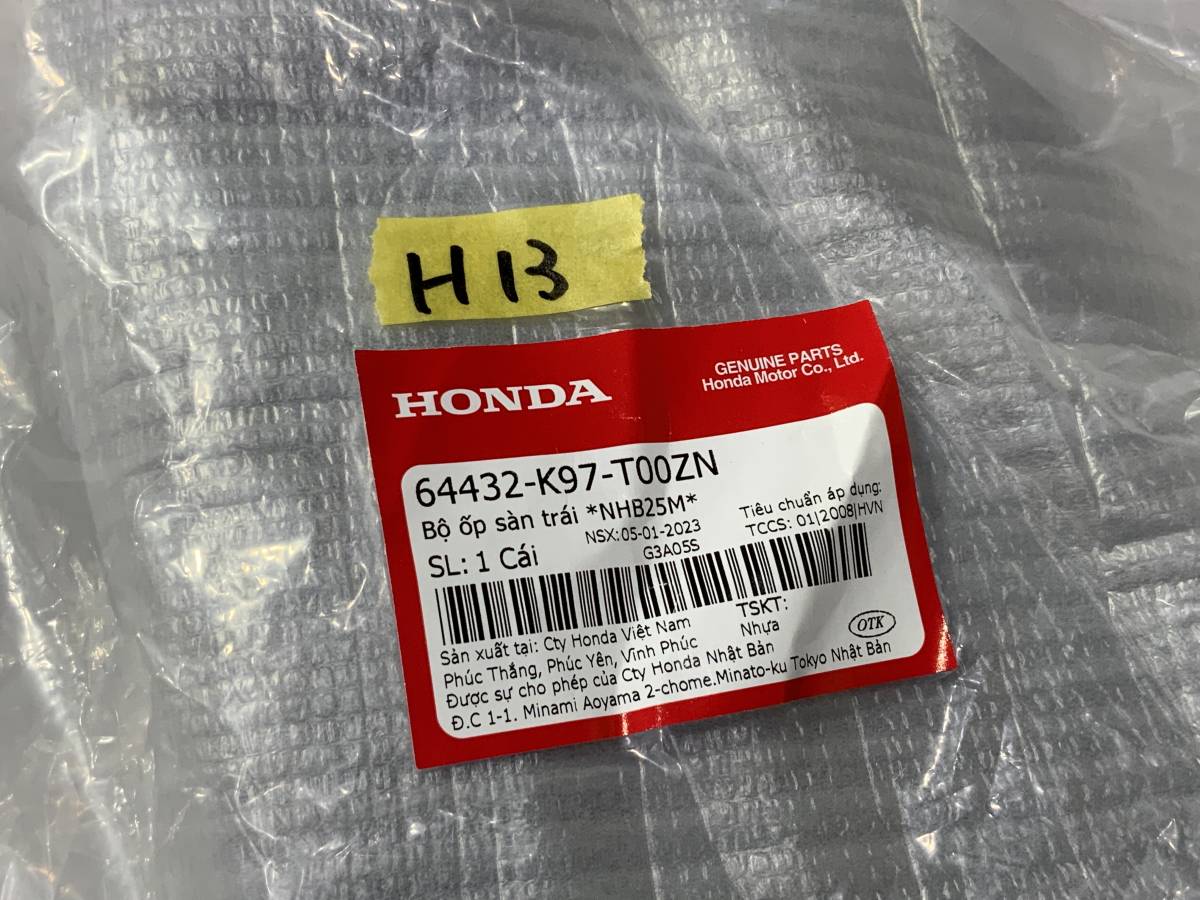 H 13
HONDA
GENUINE PARTS
Honda Motor Co., Ltd.
64432-K97-T00ZN
Bộ ốp sàn trái *NHB25M*
SL: 1 Cái
NSX:05-01-2023
G3A05S
Tiêu chuẩn áp dụng:
TCCS: 01|2008|HVN
Sản xuất tại: Cty Honda Việt Nam
Phúc Thắng, Phúc Yên, Vĩnh Phúc
Được sự cho phép của Cty Honda Nhật Bản
Đ.C 1-1. Minami Aoyama 2-chome.Minato-ku Tokyo Nhật Bản
TSKT:
Nhựa
OTK